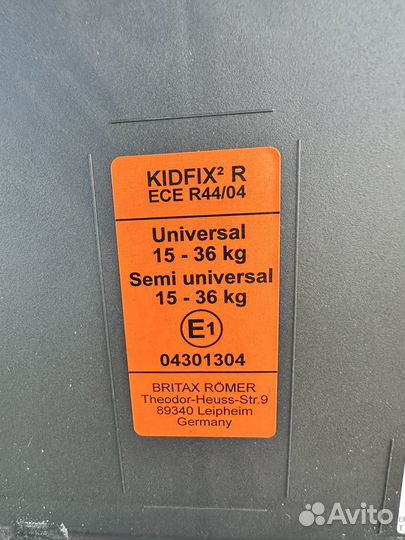 KIDFIX² R
ECE R44/04
Universal
15 - 36 kg
Semi universal
15 - 36 kg
E1
04301304
BRITAX RÖMER
Theodor-Heuss-Str.9
89340 Leipheim
Germany
Avito